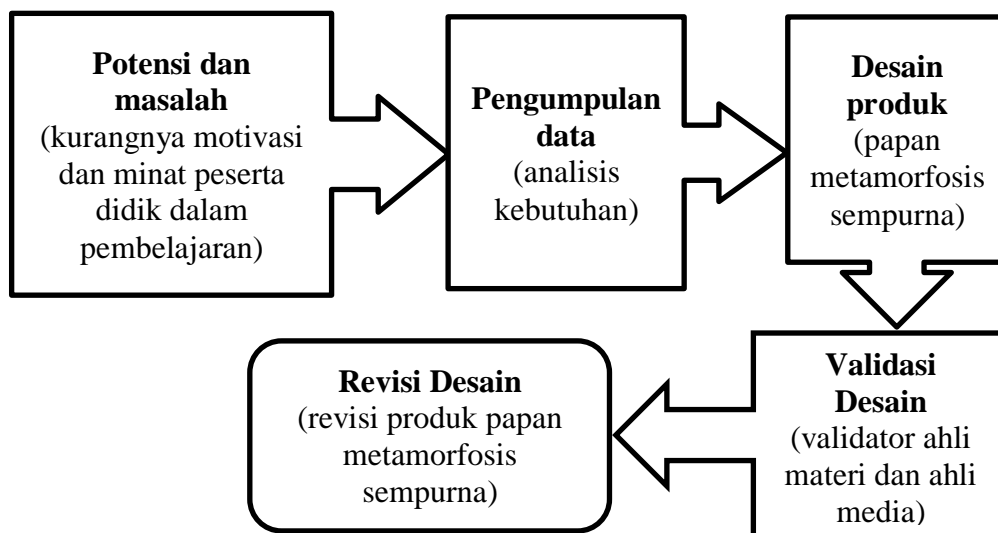 Potensi dan
masalah
(kurangnya motivasi
dan minat peserta
didik dalam
pembelajaran)
Pengumpulan
data
(analisis
kebutuhan)
Desain
produk
(papan
metamorfosis
sempurna)
Validasi
Desain
(validator ahli
materi dan ahli
media)
Revisi Desain
(revisi produk papan
metamorfosis
sempurna)